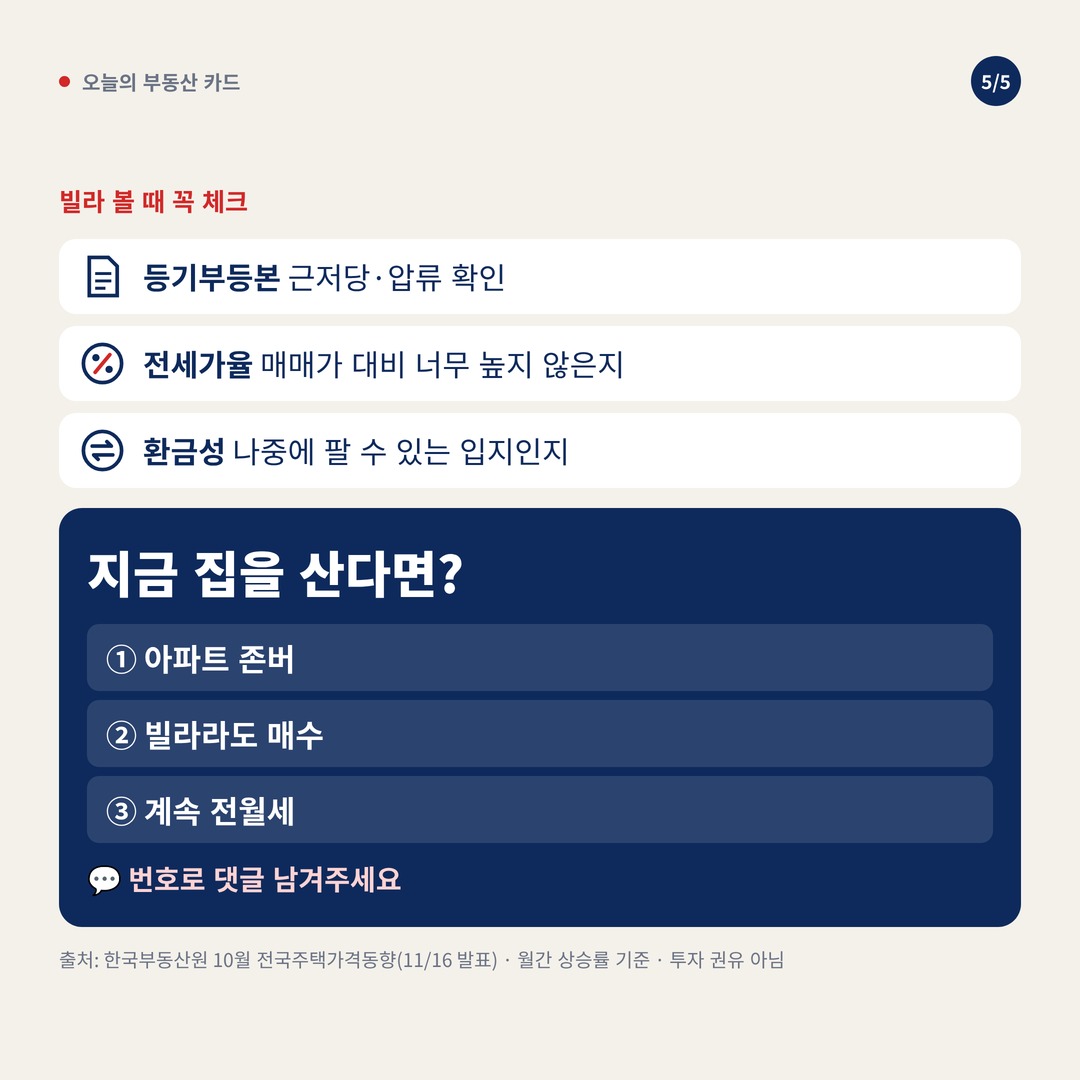 오늘의 부동산 카드
5/5
빌라 볼 때 꼭 체크
등기부등본 근저당·압류 확인
전세가율 매매가 대비 너무 높지 않은지
환금성 나중에 팔 수 있는 입지인지
지금 집을 산다면?
① 아파트 존버
② 빌라라도 매수
③ 계속 전월세
💬 번호로 댓글 남겨주세요
출처: 한국부동산원 10월 전국주택가격동향(11/16 발표) · 월간 상승률 기준 · 투자 권유 아님